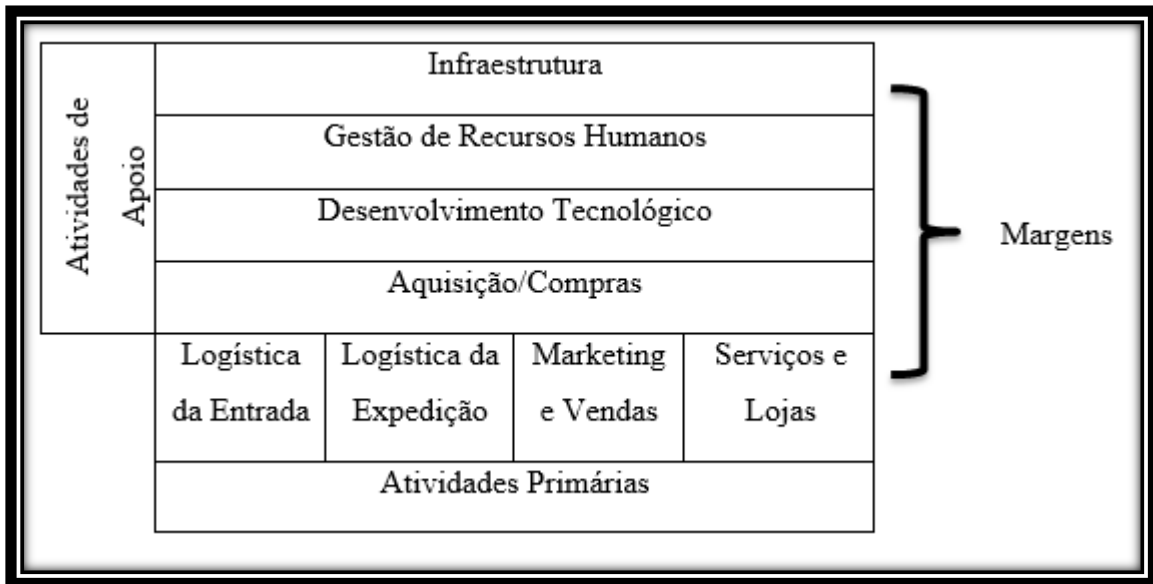 Atividades de
Apoio
Infraestrutura
Gestão de Recursos Humanos
Desenvolvimento Tecnológico
Aquisição/Compras
Logística
da Entrada
Logística da
Expedição
Marketing
e Vendas
Serviços e
Lojas
Atividades Primárias
Margens